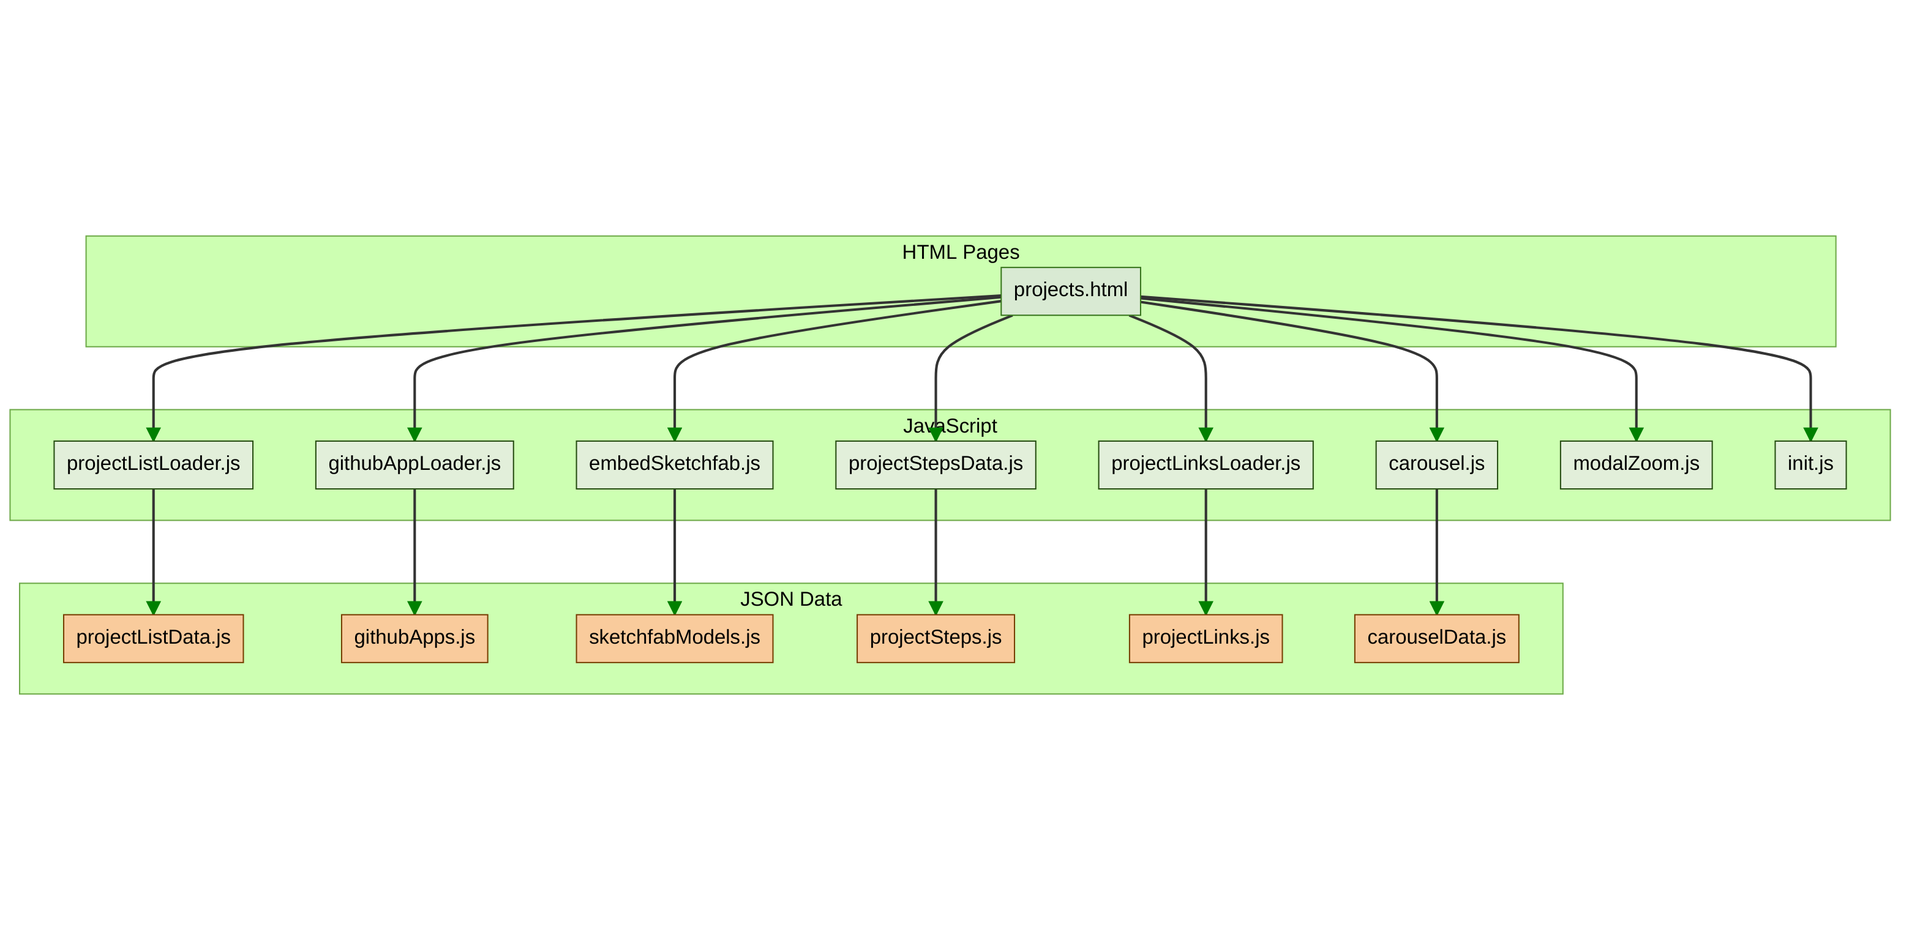 HTML Pages
projects.html
JavaScript
projectListLoader.js
githubAppLoader.js
embedSketchfab.js
projectStepsData.js
projectLinksLoader.js
carousel.js
modalZoom.js
init.js
JSON Data
projectListData.js
githubApps.js
sketchfabModels.js
projectSteps.js
projectLinks.js
carouselData.js